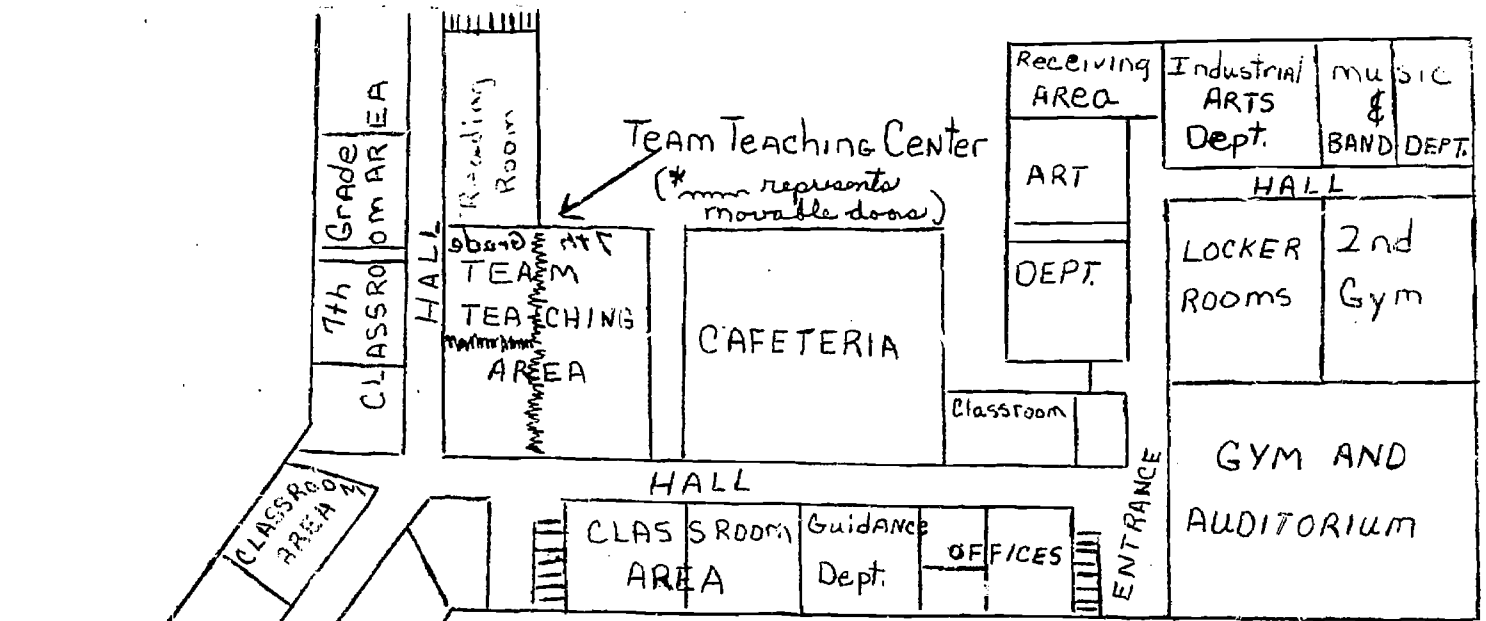 Receiving
AREA
Industrial
ARTS
Dept.
Music
&
BAND DEPT.
HALL
7th Grade
CLASSROOM AREA
HALL
Reading
Room
TEAM TEACHING CENTER
(* represents
movable doors)
7th Grade
TEAM
TEACHING
AREA
CAFETERIA
ART
DEPT.
LOCKER
ROOMS
2nd
Gym
Classroom
GYM AND
AUDITORIUM
HALL
ENTRANCE
CLASSROOM
AREA
CLASSROOM
AREA
GUIDANCE
Dept.
OFFICES